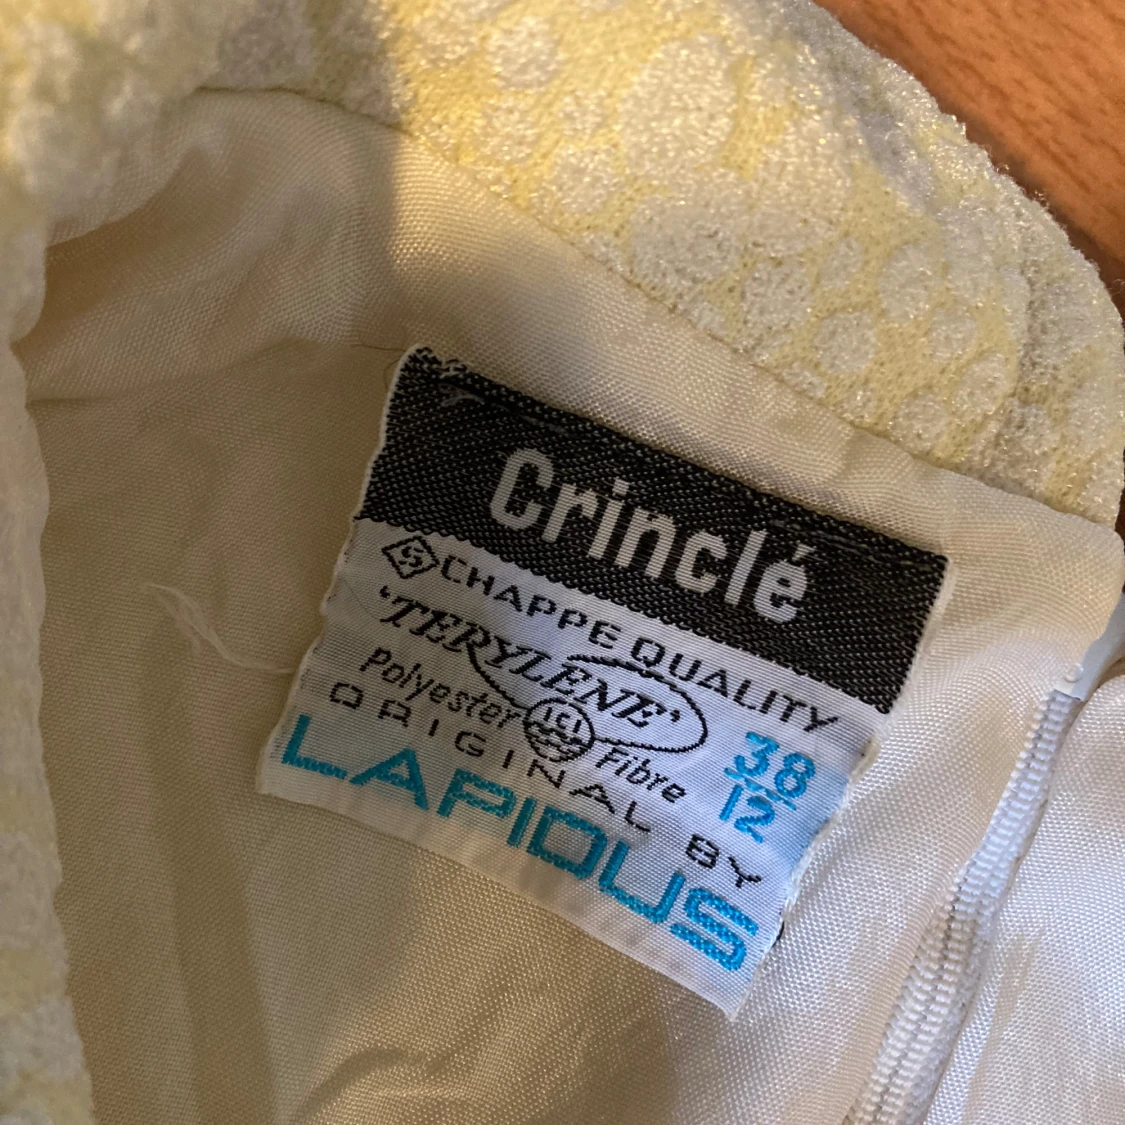 Crinclé
S CHAPPE QUALITY
'TERYLENE'
Polyester ICI Fibre
38
12
ORIGINAL BY
LAPIDUS